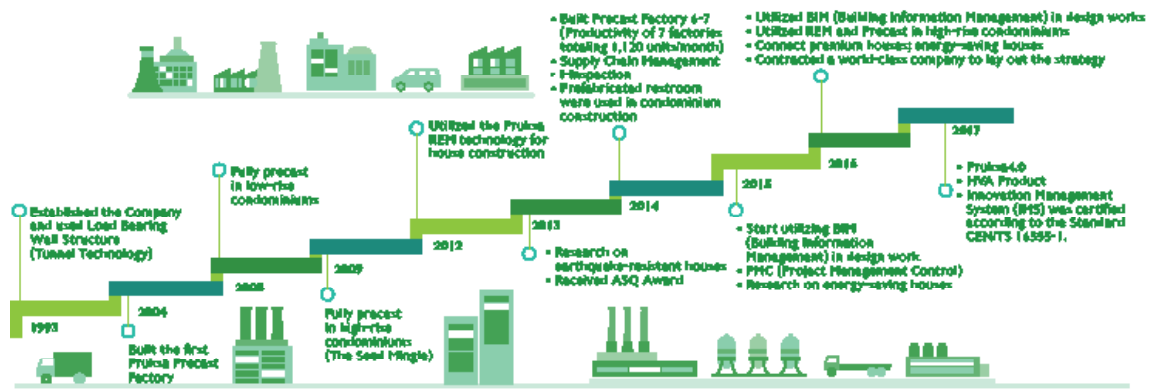 Established the Company
and used Load Bearing
Wall Structure
(Tunnel Technology)
1993
2004
Built the first
Pruksa Precast
Factory
Fully precast
in low-rise
condominiums
2009
Fully precast
in high-rise
condominiums
(The Seed Mingle)
Utilized the Pruksa
REM technology for
house construction
2012
2013
• Research on
earthquake-resistant houses
• Received ASQ Award
• Built Precast Factory 6-7
(Productivity of 7 factories
totaling 1,120 units/month)
• Supply Chain Management
• Prefabricated restroom
were used in condominium
construction
2014
2015
• Start utilizing BIM
(Building Information
Management) in design work
• PMC (Project Management Control)
• Research on energy-saving houses
• Utilized BIM (Building Information Management) in design works
• Utilized REM and Precast in high-rise condominiums
• Connect premium houses; energy-saving houses
• Contracted a world-class company to lay out the strategy
2016
2017
• Pruksa4.0
• HVA Product
• Innovation Management
System (IMS) was certified
according to the Standard
CEN/TS 16555-1.